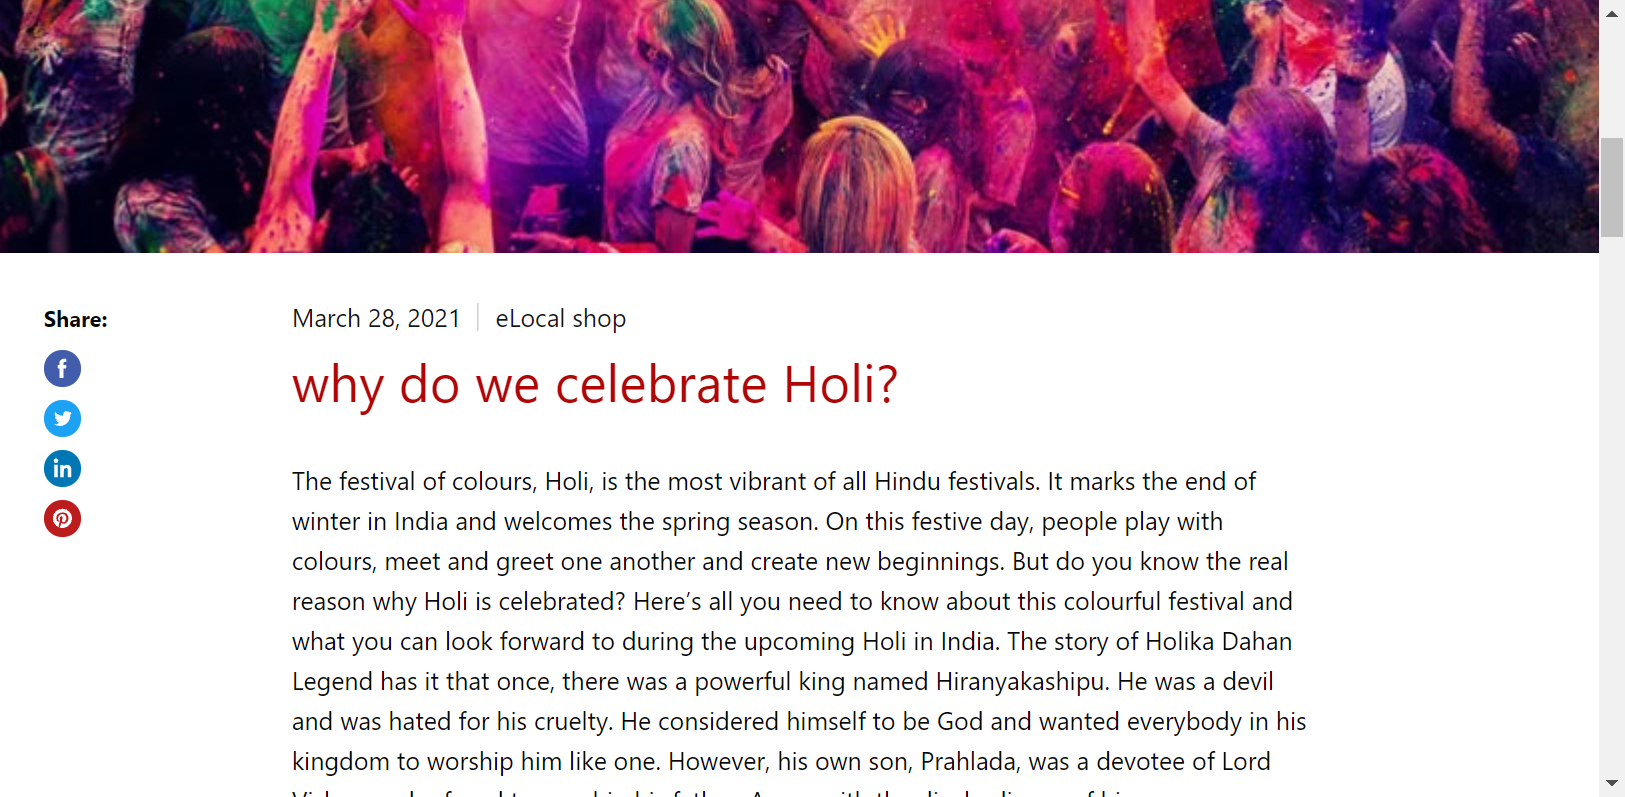 Share:
March 28, 2021 | eLocal shop
why do we celebrate Holi?
The festival of colours, Holi, is the most vibrant of all Hindu festivals. It marks the end of
winter in India and welcomes the spring season. On this festive day, people play with
colours, meet and greet one another and create new beginnings. But do you know the real
reason why Holi is celebrated? Here’s all you need to know about this colourful festival and
what you can look forward to during the upcoming Holi in India. The story of Holika Dahan
Legend has it that once, there was a powerful king named Hiranyakashipu. He was a devil
and was hated for his cruelty. He considered himself to be God and wanted everybody in his
kingdom to worship him like one. However, his own son, Prahlada, was a devotee of Lord